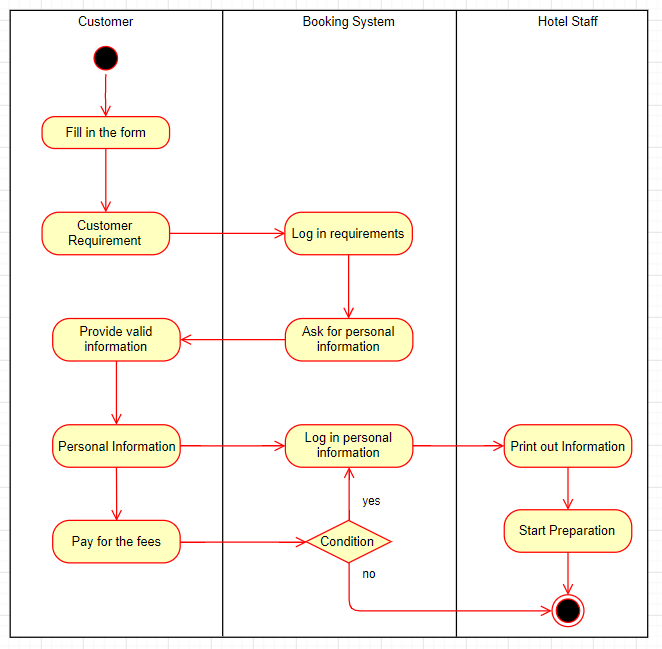 Customer
Booking System
Hotel Staff
Fill in the form
Customer
Requirement
Log in requirements
Provide valid
information
Ask for personal
information
Personal Information
Log in personal
information
Print out Information
yes
Start Preparation
Pay for the fees
Condition
no